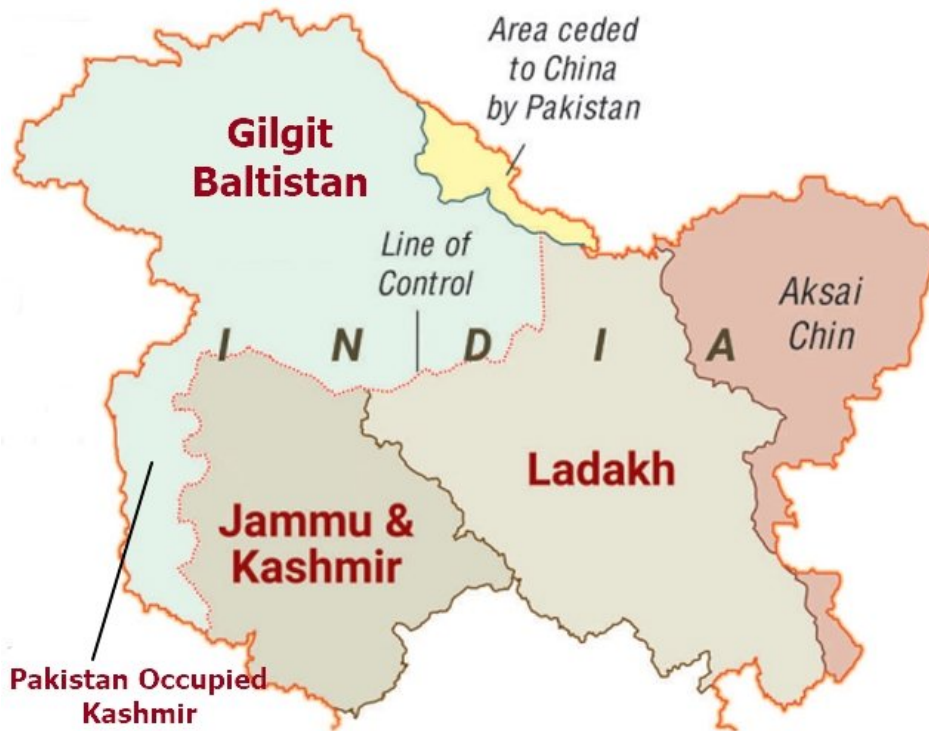 Area ceded
to China
by Pakistan
Gilgit
Baltistan
Line of
Control
Aksai
Chin
I N D I A
Ladakh
Jammu &
Kashmir
Pakistan Occupied
Kashmir